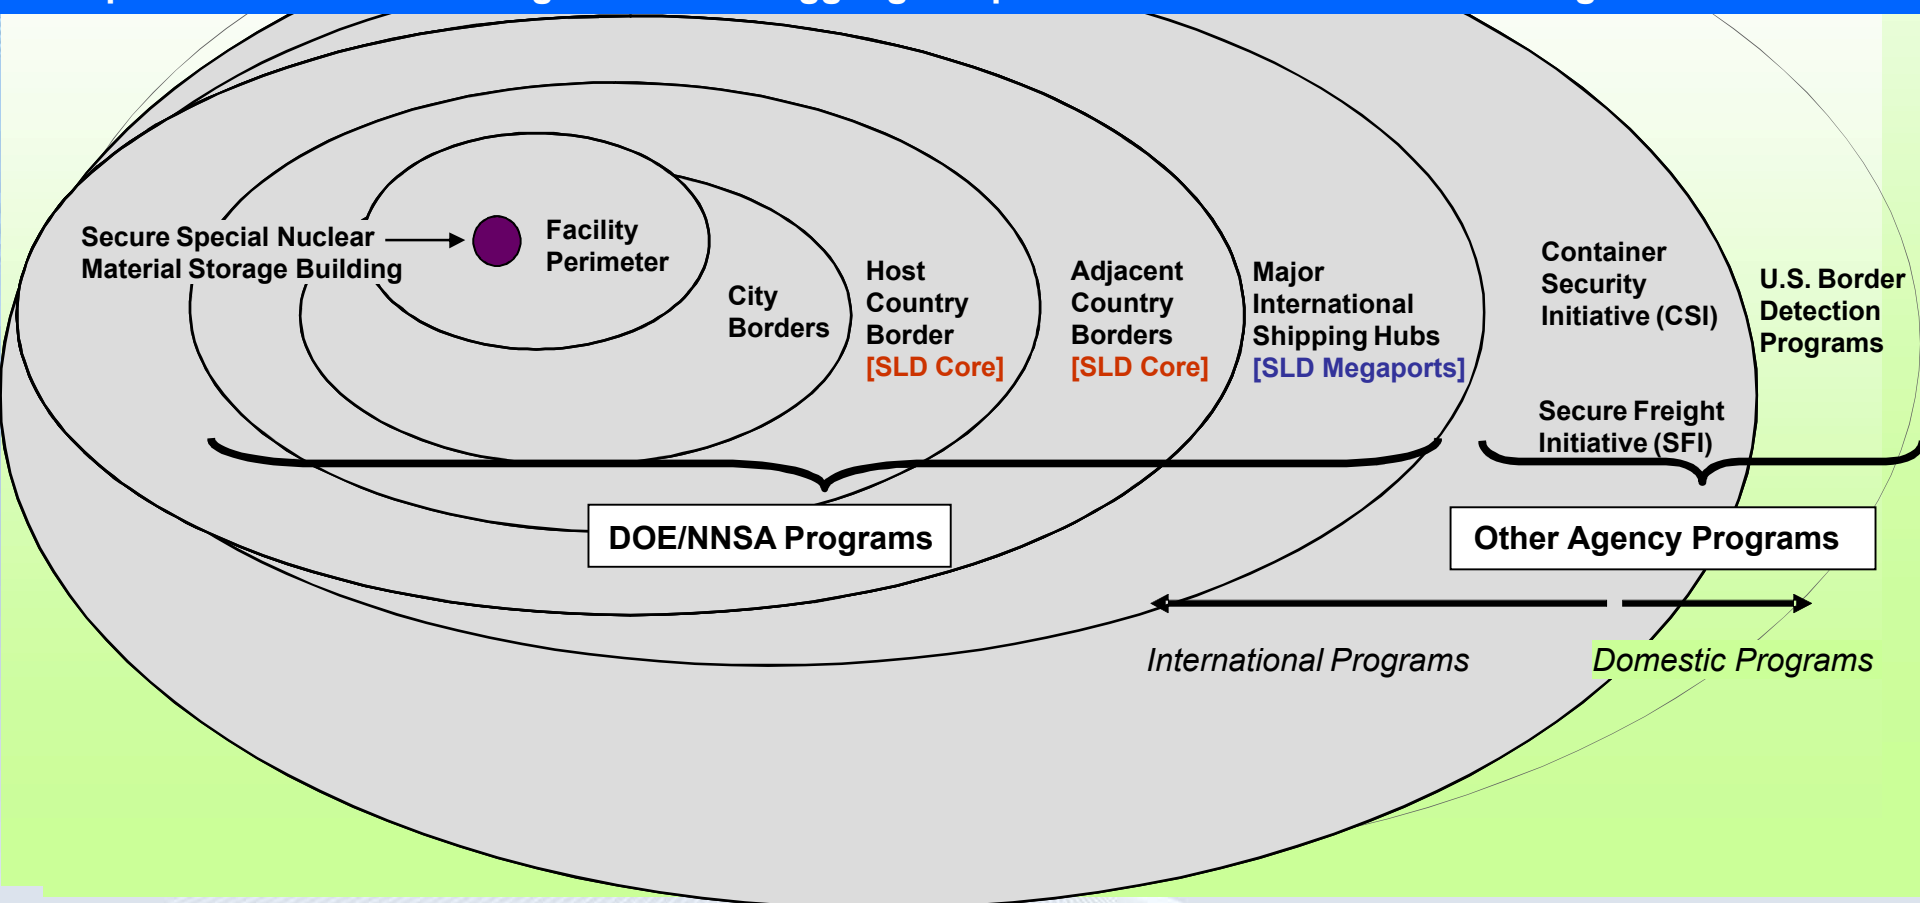 Secure Special Nuclear
Material Storage Building
Facility
Perimeter
City
Borders
Host
Country
Border
[SLD Core]
Adjacent
Country
Borders
[SLD Core]
Major
International
Shipping Hubs
[SLD Megaports]
Container
Security
Initiative (CSI)
Secure Freight
Initiative (SFI)
U.S. Border
Detection
Programs
DOE/NNSA Programs
Other Agency Programs
International Programs
Domestic Programs